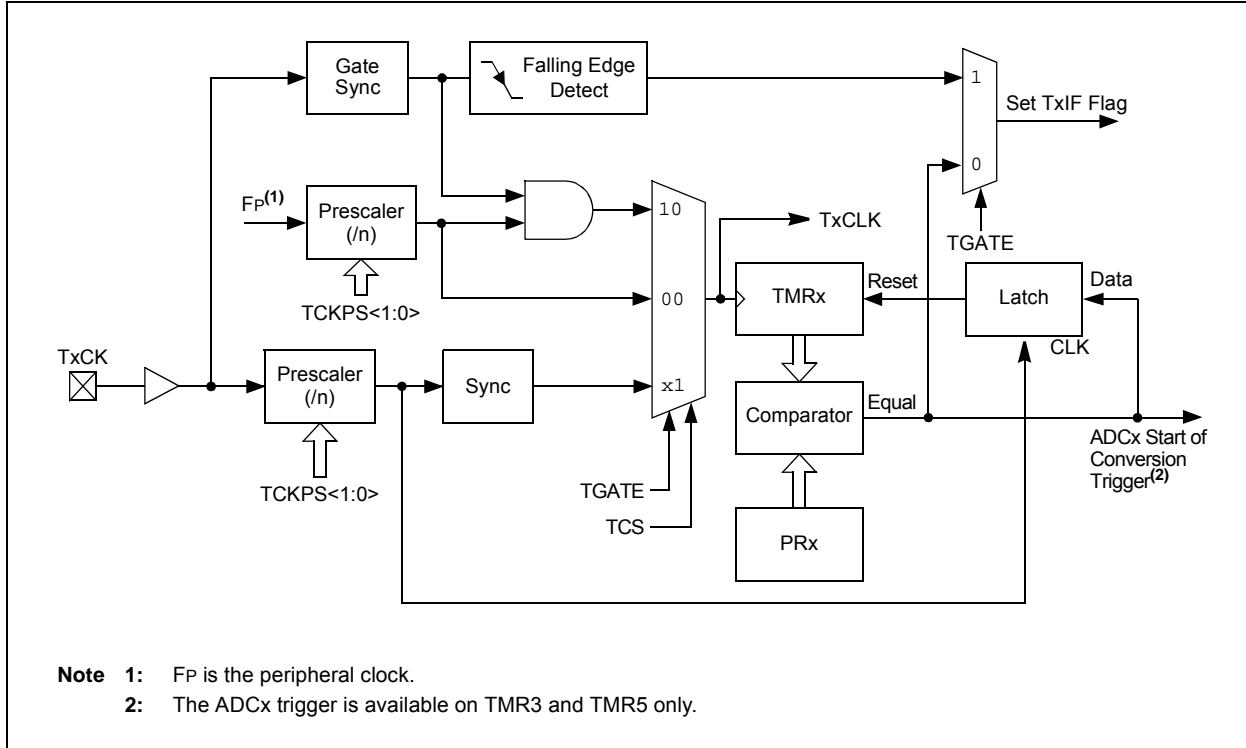 Gate
Sync
Falling Edge
Detect
1
Set TxIF Flag
0
FP(1)
Prescaler
(/n)
10
TxCLK
TGATE
TCKPS<1:0>
00
TMRx
Reset
Latch
Data
CLK
TxCK
Prescaler
(/n)
Sync
x1
Comparator
Equal
ADCx Start of
Conversion
Trigger(2)
TCKPS<1:0>
TGATE
TCS
PRx
Note 1: FP is the peripheral clock.
2: The ADCx trigger is available on TMR3 and TMR5 only.